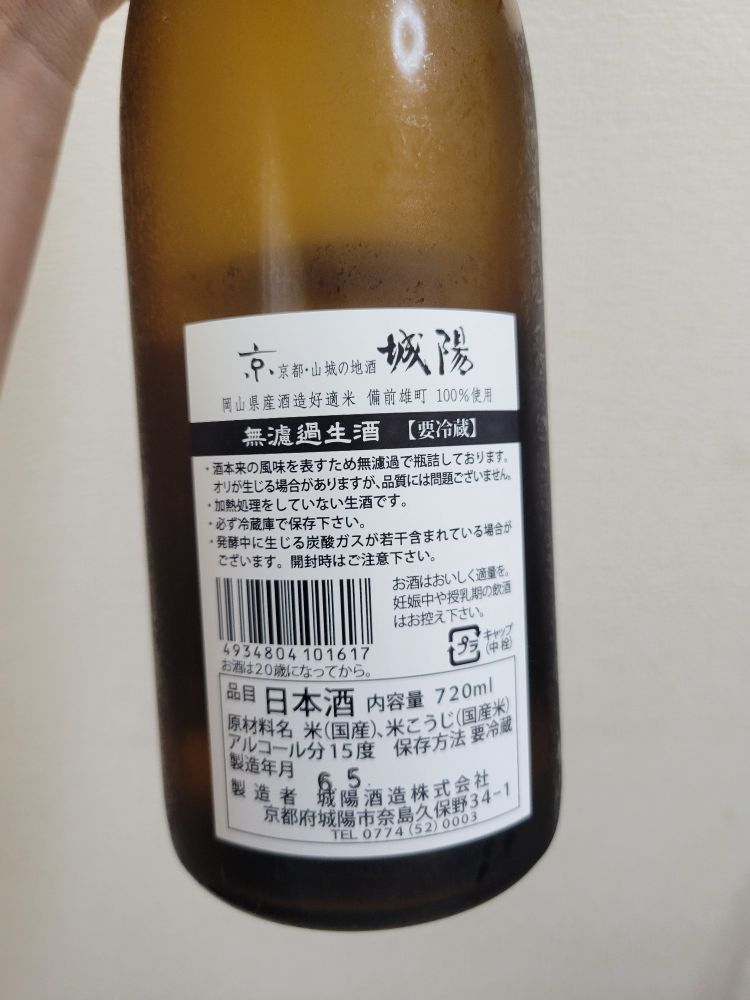 京 京都・山城の地酒 城陽
岡山県産酒造好適米 備前雄町 100%使用
無濾過生酒 【要冷蔵】
・酒本来の風味を表すため無濾過で瓶詰しております。
オリが生じる場合がありますが、品質には問題ございません。
・加熱処理をしていない生酒です。
・必ず冷蔵庫で保存下さい。
・発酵中に生じる炭酸ガスが若干含まれている場合が
ございます。開封時はご注意下さい。
4934804101617
お酒は20歳になってから。
お酒はおいしく適量を。
妊娠中や授乳期の飲酒
はお控え下さい。
プラ
キャップ
(中栓)
品目 日本酒 内容量 720ml
原材料名 米(国産)、米こうじ(国産米)
アルコール分15度 保存方法 要冷蔵
製造年月 6.5.
製造者 城陽酒造株式会社
京都府城陽市奈島久保野34-1
TEL 0774(52)0003